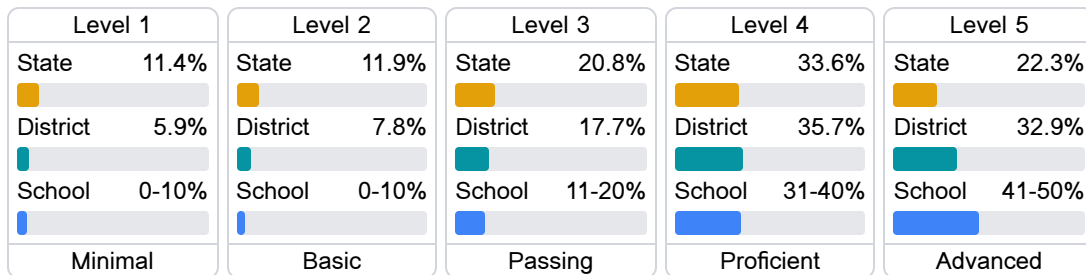 Level 1
State 11.4%
District 5.9%
School 0-10%
Minimal
Level 2
State 11.9%
District 7.8%
School 0-10%
Basic
Level 3
State 20.8%
District 17.7%
School 11-20%
Passing
Level 4
State 33.6%
District 35.7%
School 31-40%
Proficient
Level 5
State 22.3%
District 32.9%
School 41-50%
Advanced